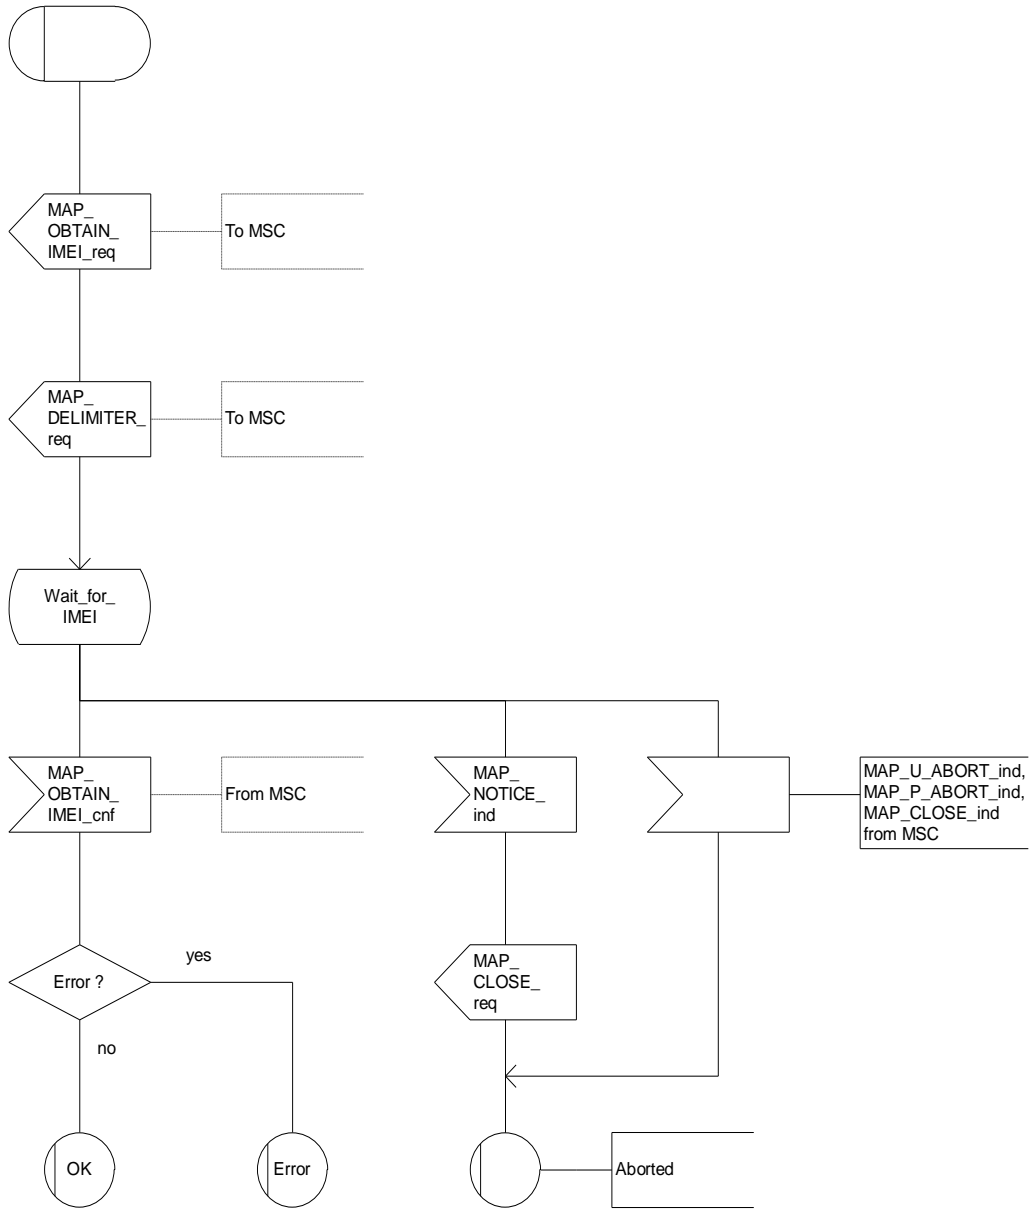 MAP_
OBTAIN_
IMEI_req
To MSC
MAP_
DELIMITER_
req
To MSC
Wait_for_
IMEI
MAP_
OBTAIN_
IMEI_cnf
From MSC
MAP_
NOTICE_
ind
MAP_U_ABORT_ind,
MAP_P_ABORT_ind,
MAP_CLOSE_ind
from MSC
Error ?
yes
no
MAP_
CLOSE_
req
OK
Error
Aborted